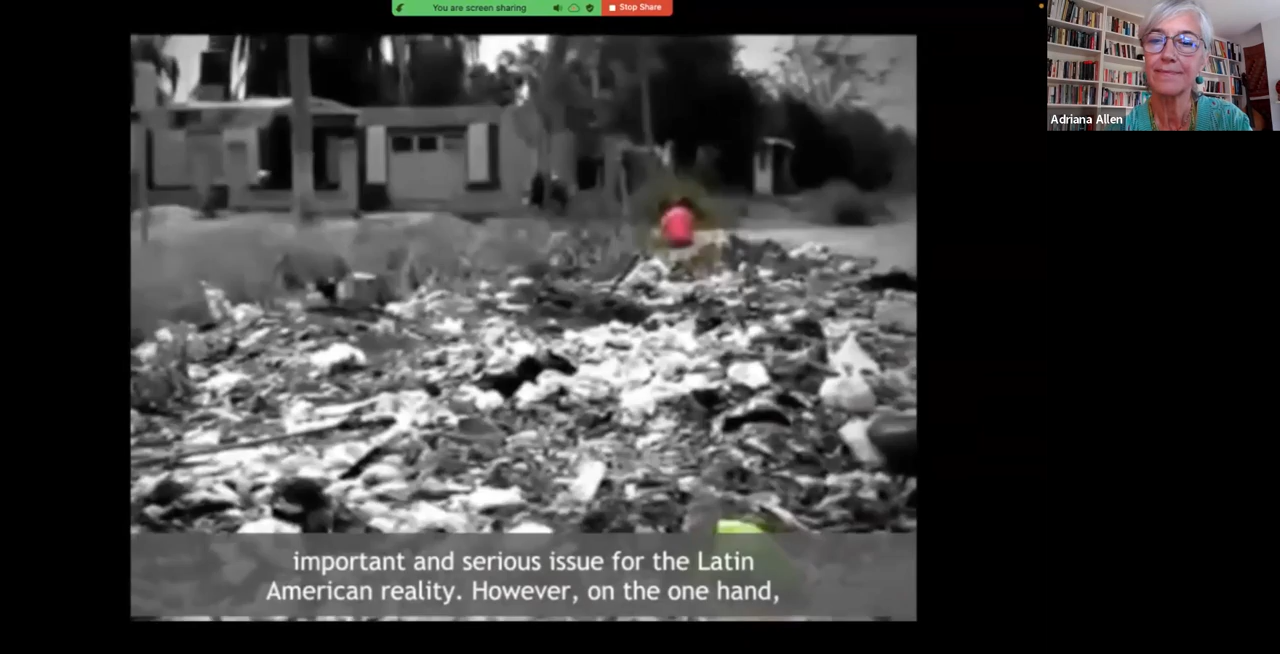 You are screen sharing
Stop Share
Adriana Allen
important and serious issue for the Latin
American reality. However, on the one hand,